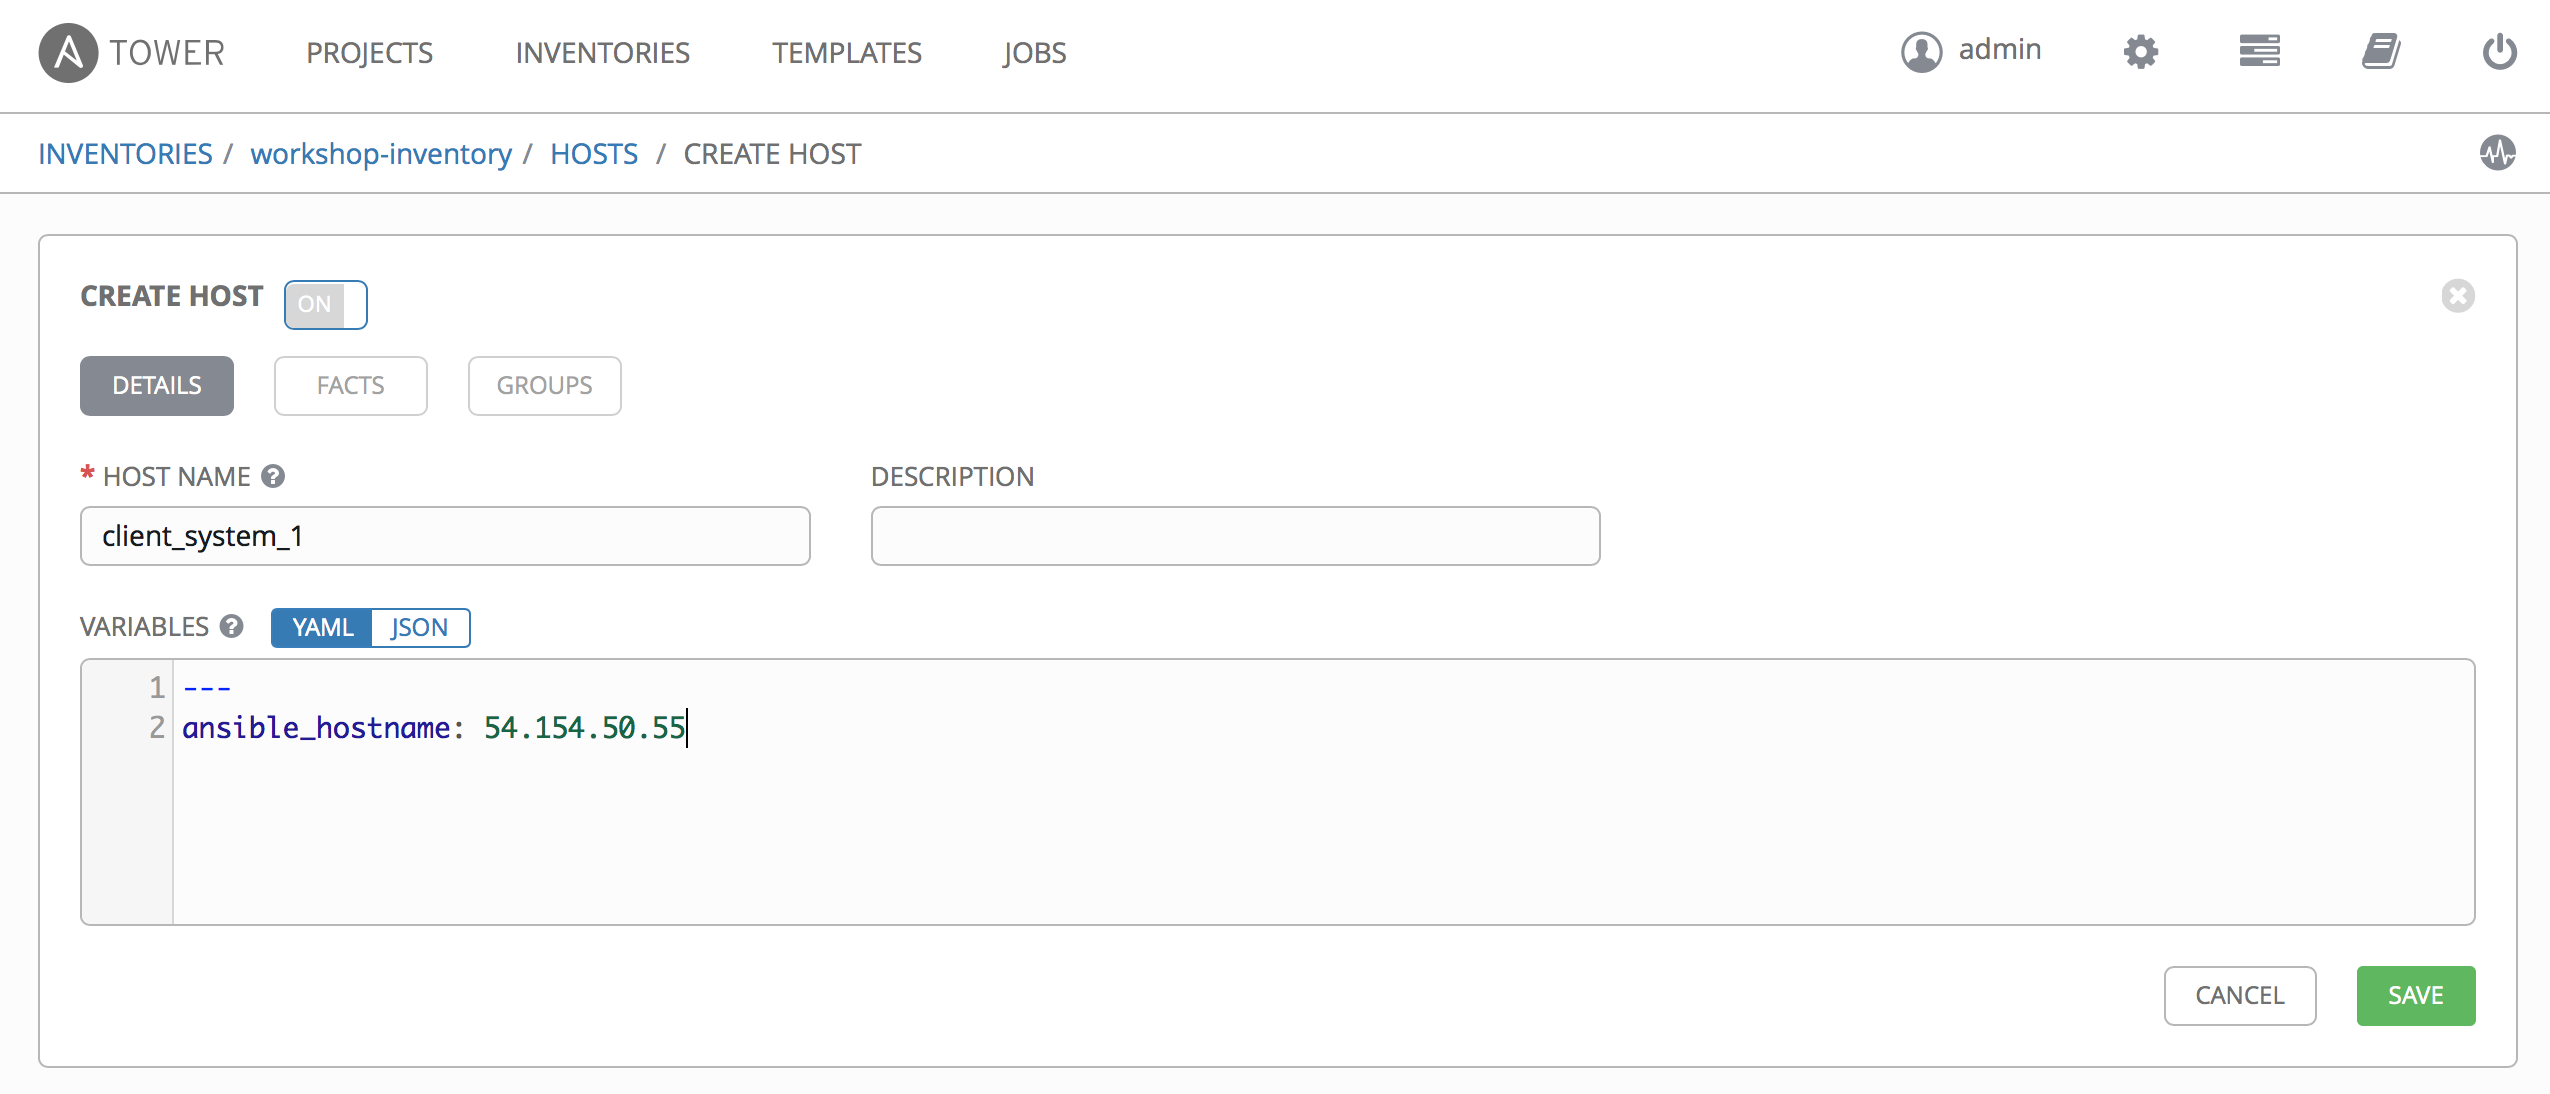 TOWER PROJECTS INVENTORIES TEMPLATES JOBS admin
INVENTORIES / workshop-inventory / HOSTS / CREATE HOST
CREATE HOST ON
DETAILS FACTS GROUPS
* HOST NAME ? DESCRIPTION
client_system_1
VARIABLES ? YAML JSON
1 ---
2 ansible_hostname: 54.154.50.55
CANCEL SAVE